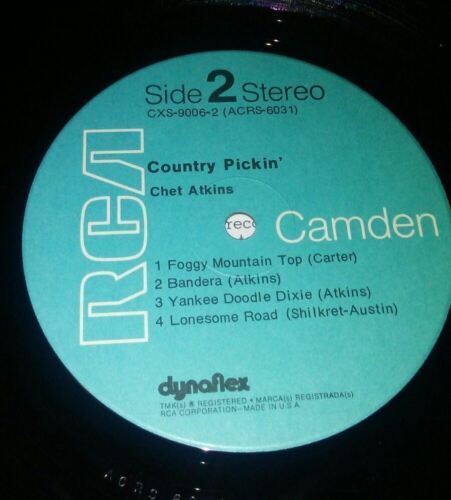 Side 2 Stereo
CXS-9006-2 (ACRS-6031)
Country Pickin'
Chet Atkins
RCA
Camden
1 Foggy Mountain Top (Carter)
2 Bandera (Atkins)
3 Yankee Doodle Dixie (Atkins)
4 Lonesome Road (Shilkret-Austin)
dynaflex
TMK(s) ® REGISTERED • MARCA(s) REGISTRADA(s)
RCA CORPORATION—MADE IN U.S.A.